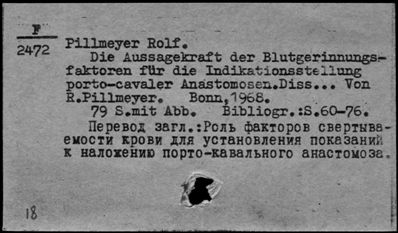 F
2472
Pillmeyer Rolf.
Die Aussagekraft der Blutgerinnungs-
faktoren für die Indikationsstellung
porto-cavaler Anastomosen.Diss... Von
R.Pillmeyer. Bonn,1968.
79 S.mit Abb. Bibliogr.:S.60-76.
Перевод загл.:Роль факторов свертыва-
емости крови для установления показаний
к наложению порто-кавального анастомоза.
18